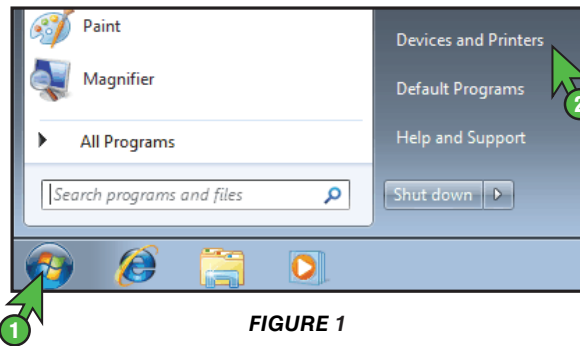 Paint
Magnifier
All Programs
Search programs and files
Devices and Printers
Default Programs
Help and Support
Shut down
2
1
FIGURE 1